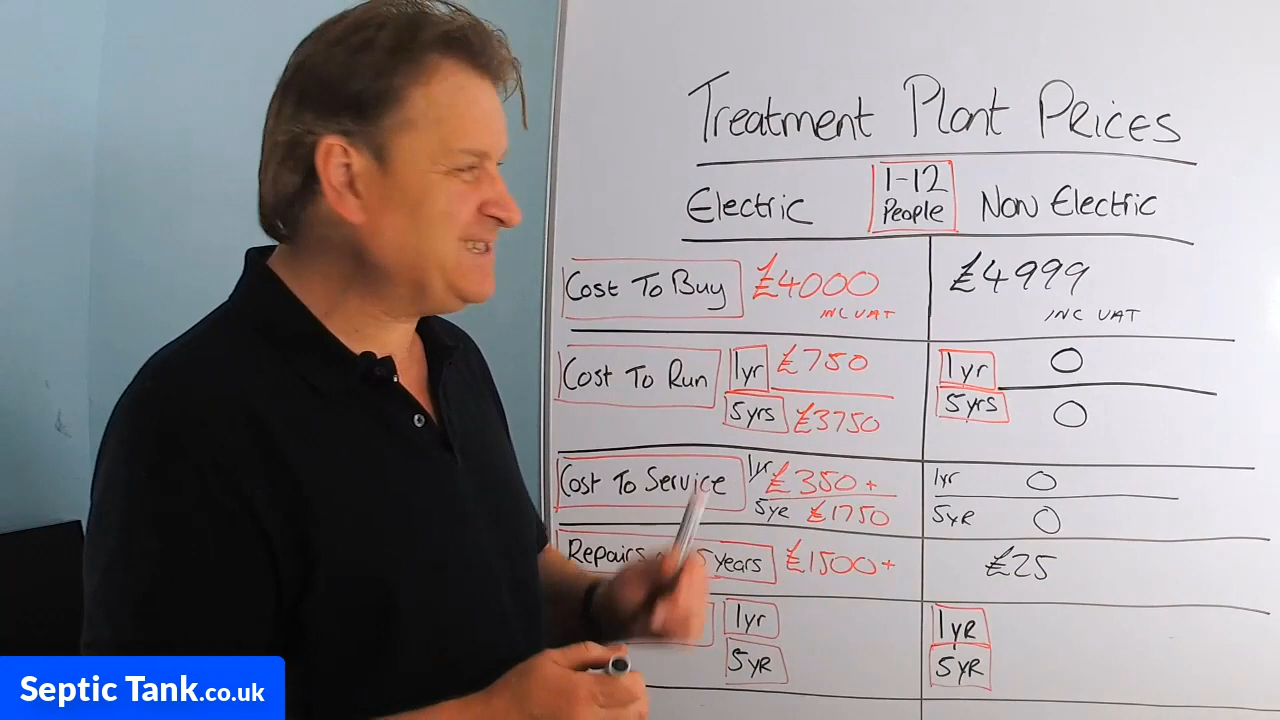 Treatment Plant PRICES
Electric
1-12
People
Non Electric
Cost To Buy
£4000
INC VAT
£4999
INC VAT
Cost To Run
1yr £750
5yrs £3750
1yr 0
5yrs 0
Cost To Service
1yr £350+
5yr £1750
1yr 0
5YR 0
Repairs 5 years £1500+
£25
1yr
5YR
1YR
5YR
Septic Tank.co.uk